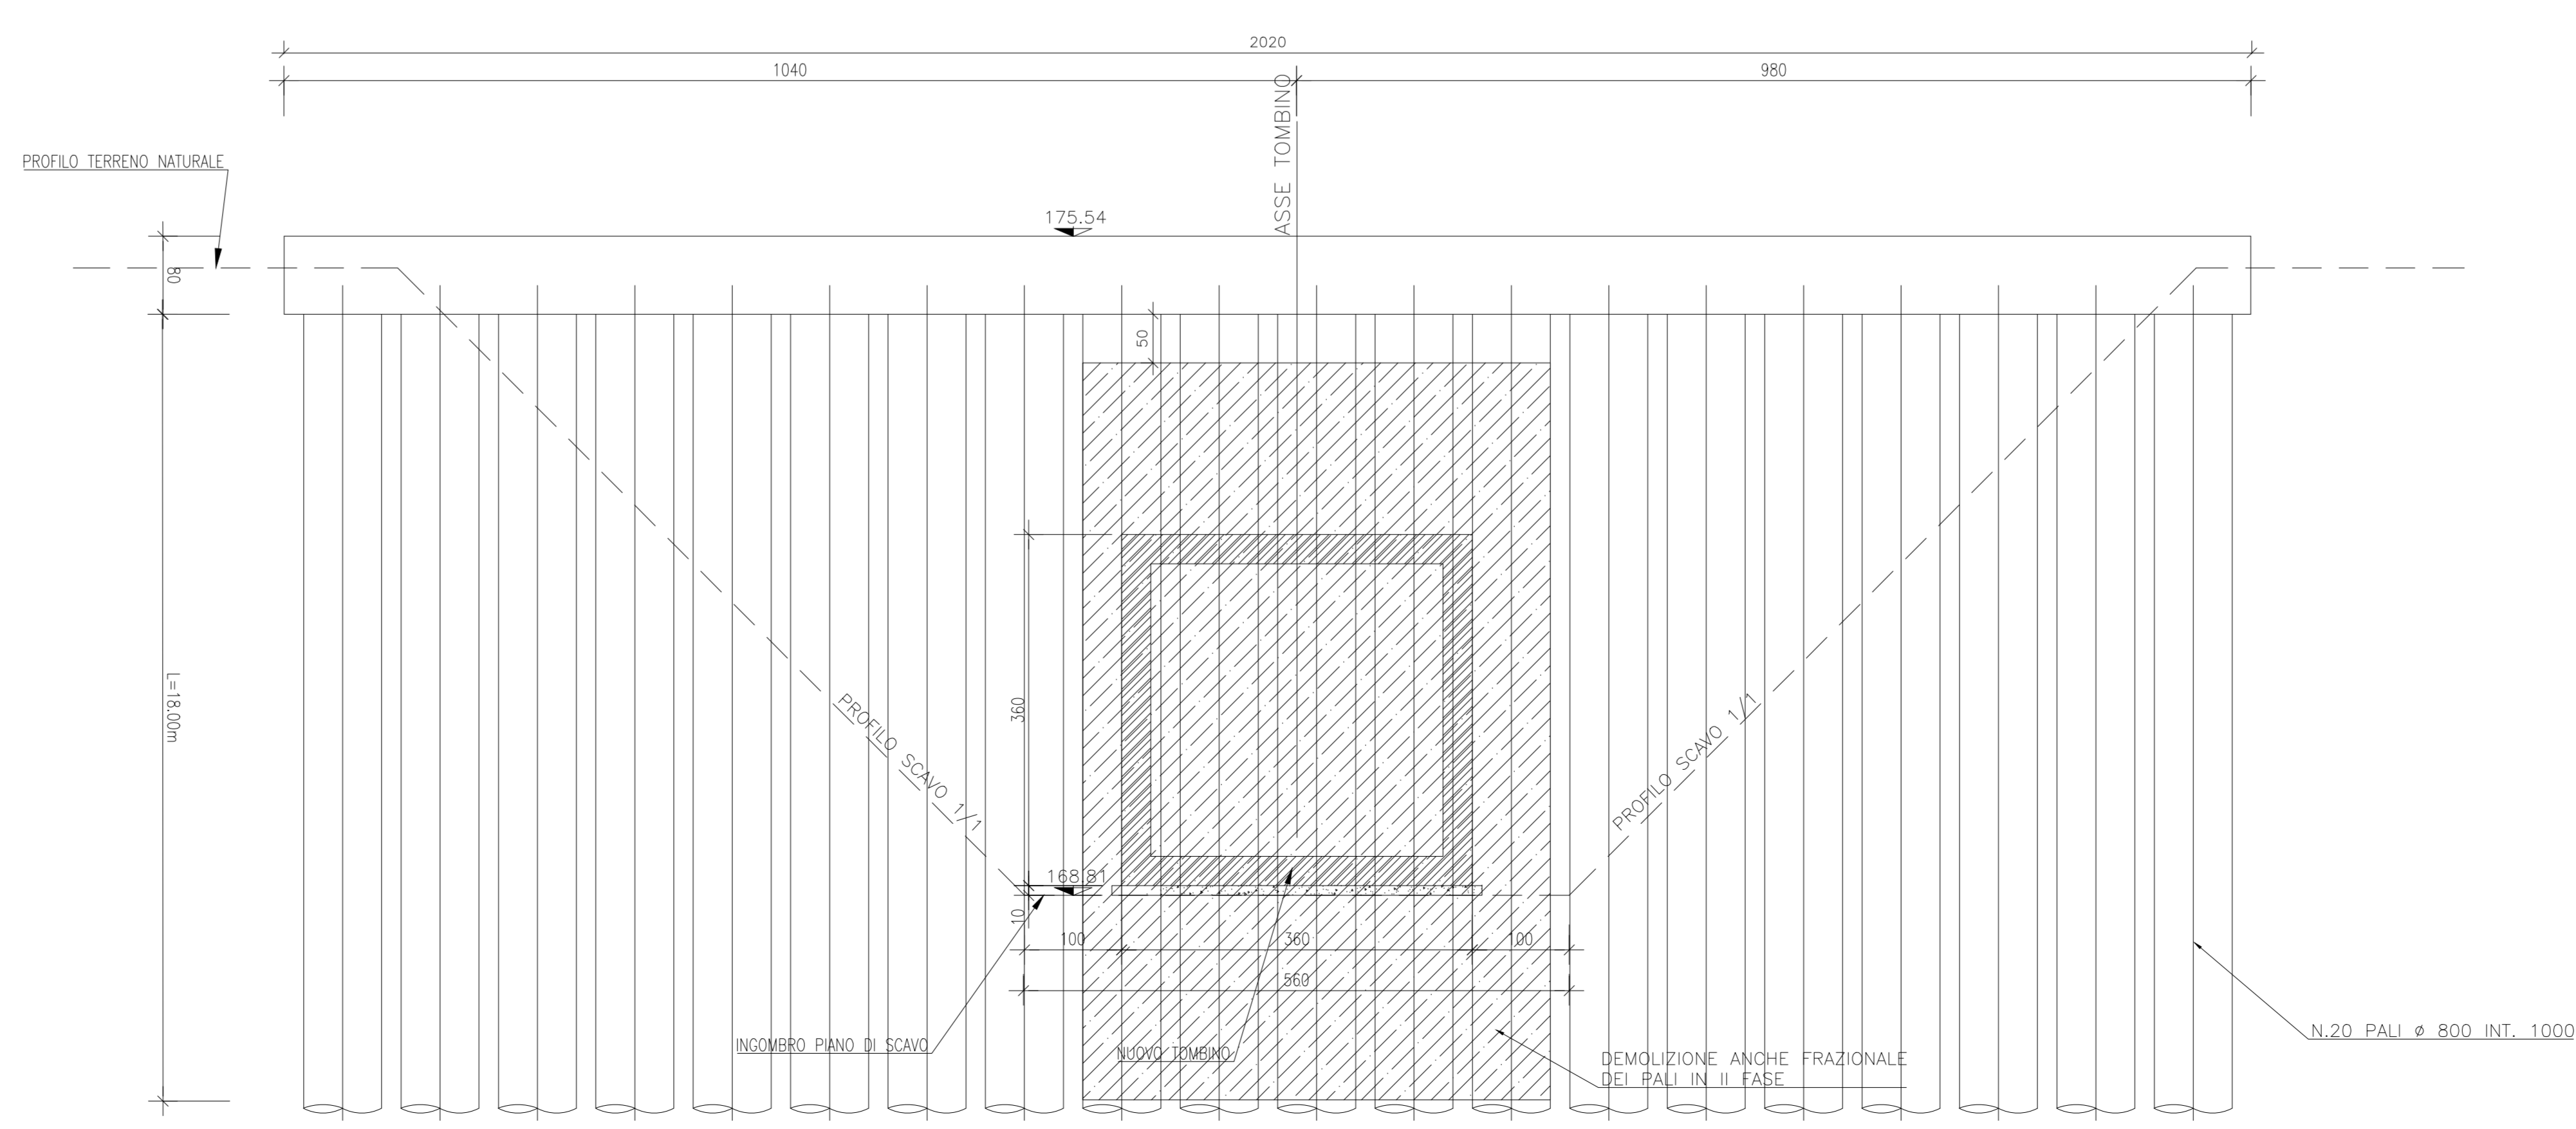 2020
1040
980
ASSE TOMBINO
PROFILO TERRENO NATURALE
175.54
80
50
L=18.00m
360
PROFILO SCAVO 1/1
PROFILO SCAVO 1/1
168.81
10
100
360
100
560
INGOMBRO PIANO DI SCAVO
NUOVO TOMBINO
DEMOLIZIONE ANCHE FRAZIONALE
DEI PALI IN II FASE
N.20 PALI ø 800 INT. 1000